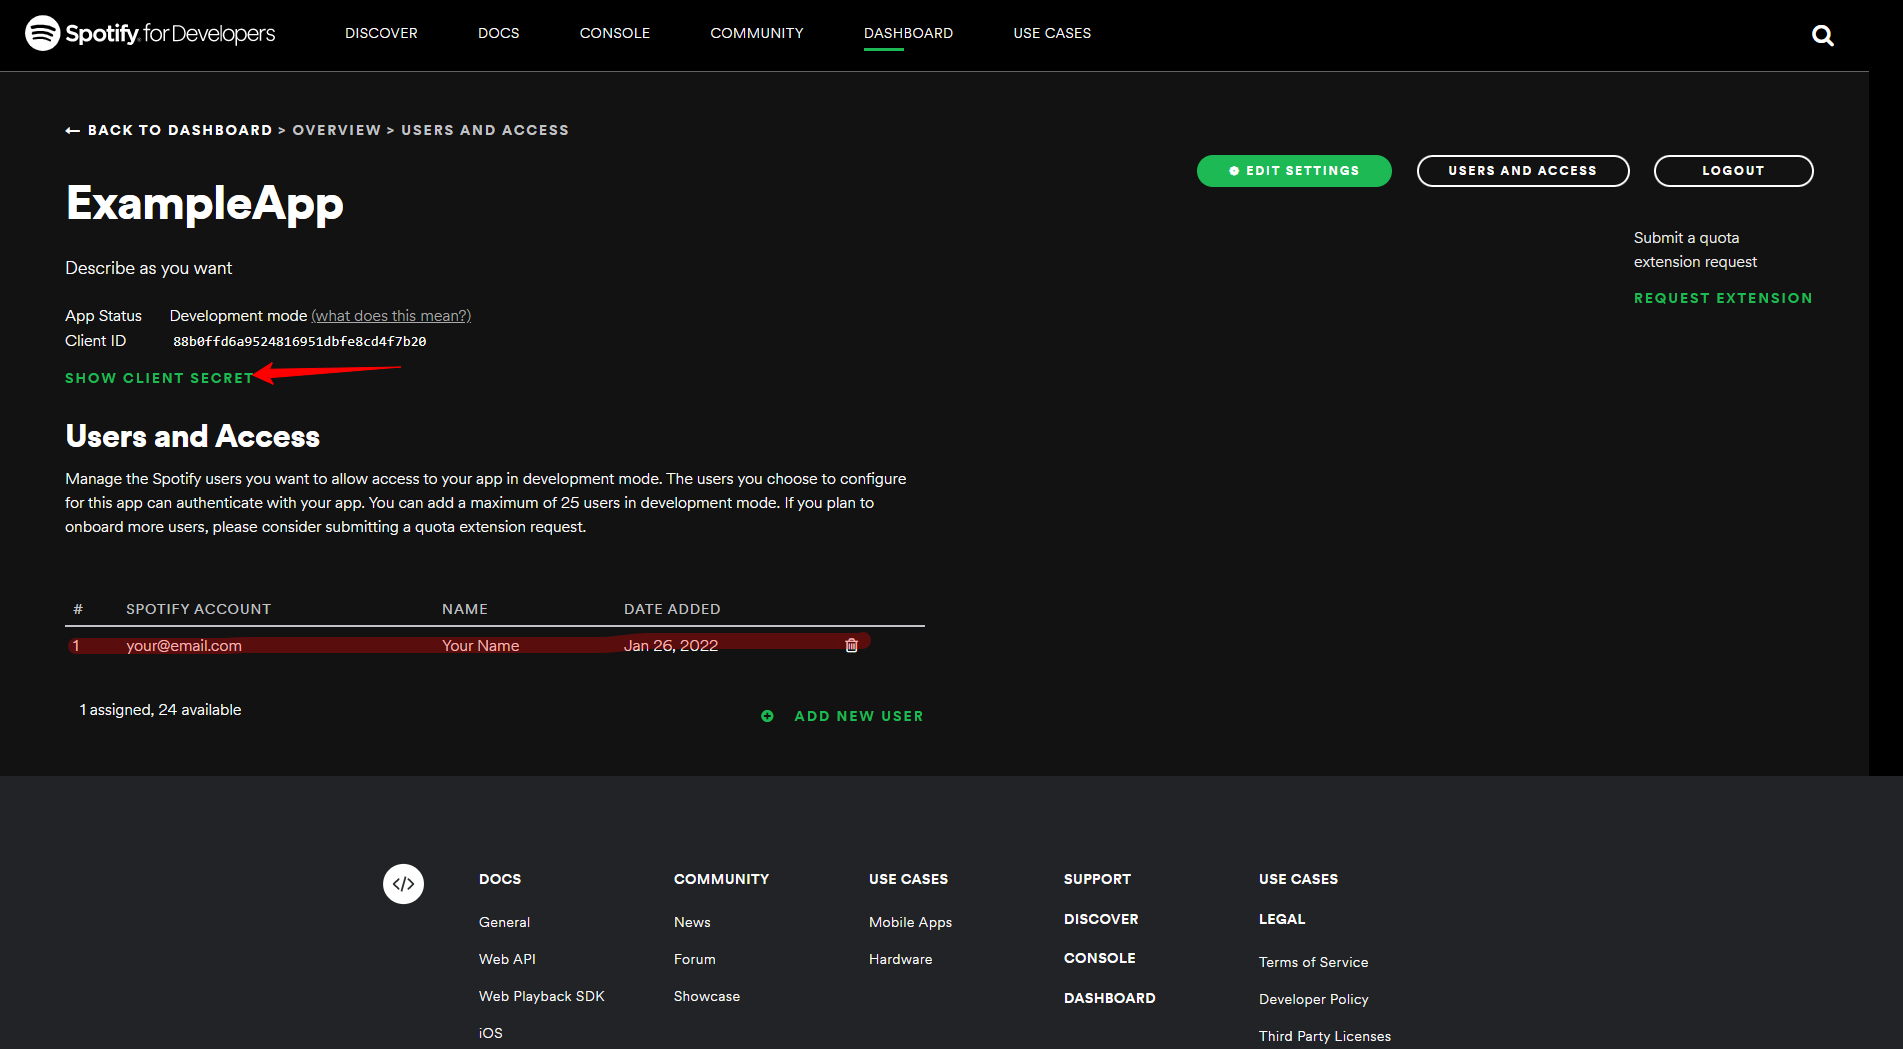 Spotify for Developers
DISCOVER
DOCS
CONSOLE
COMMUNITY
DASHBOARD
USE CASES
← BACK TO DASHBOARD > OVERVIEW > USERS AND ACCESS
EDIT SETTINGS
USERS AND ACCESS
LOGOUT
ExampleApp
Submit a quota
extension request
REQUEST EXTENSION
Describe as you want
App Status Development mode (what does this mean?)
Client ID 88b0ffd6a9524816951dbfe8cd4f7b20
SHOW CLIENT SECRET
Users and Access
Manage the Spotify users you want to allow access to your app in development mode. The users you choose to configure
for this app can authenticate with your app. You can add a maximum of 25 users in development mode. If you plan to
onboard more users, please consider submitting a quota extension request.
# SPOTIFY ACCOUNT NAME DATE ADDED
1 your@email.com Your Name Jan 26, 2022
1 assigned, 24 available
ADD NEW USER
</>
DOCS
General
Web API
Web Playback SDK
iOS
COMMUNITY
News
Forum
Showcase
USE CASES
Mobile Apps
Hardware
SUPPORT
DISCOVER
CONSOLE
DASHBOARD
USE CASES
LEGAL
Terms of Service
Developer Policy
Third Party Licenses